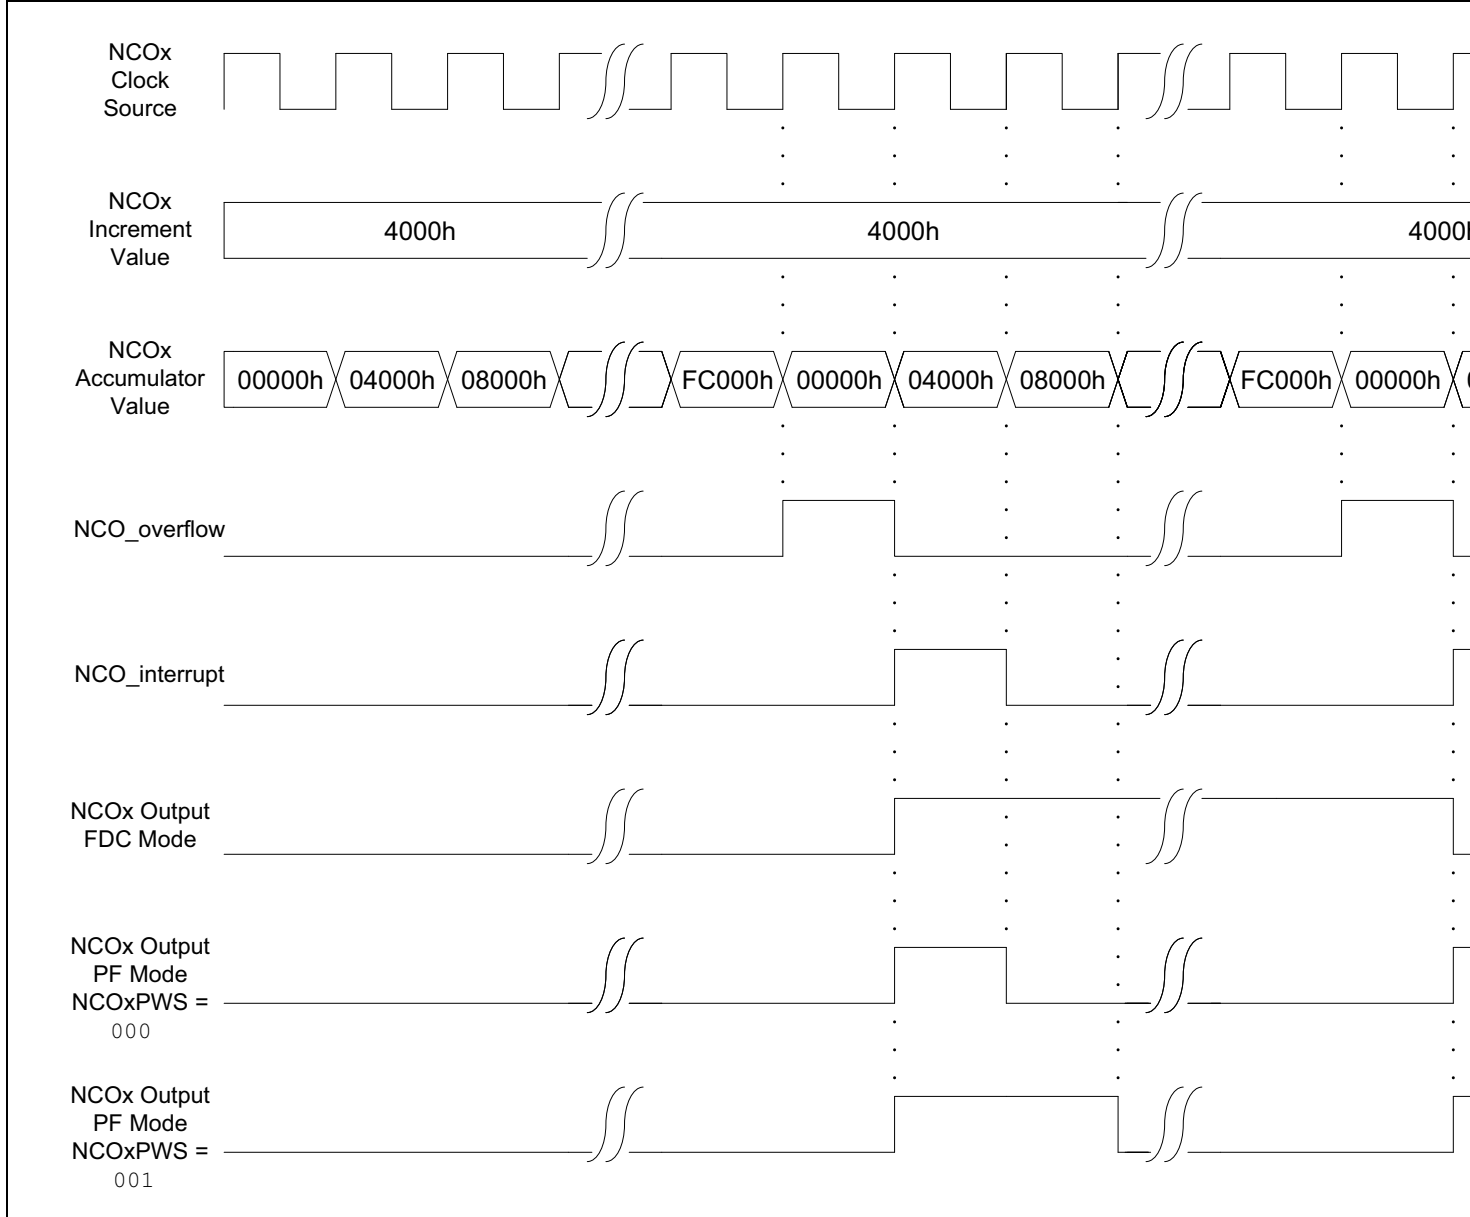 NCOx
Clock
Source
NCOx
Increment
Value
4000h
4000h
4000h
NCOx
Accumulator
Value
00000h
04000h
08000h
FC000h
00000h
04000h
08000h
FC000h
00000h
NCO_overflow
NCO_interrupt
NCOx Output
FDC Mode
NCOx Output
PF Mode
NCOxPWS =
000
NCOx Output
PF Mode
NCOxPWS =
001